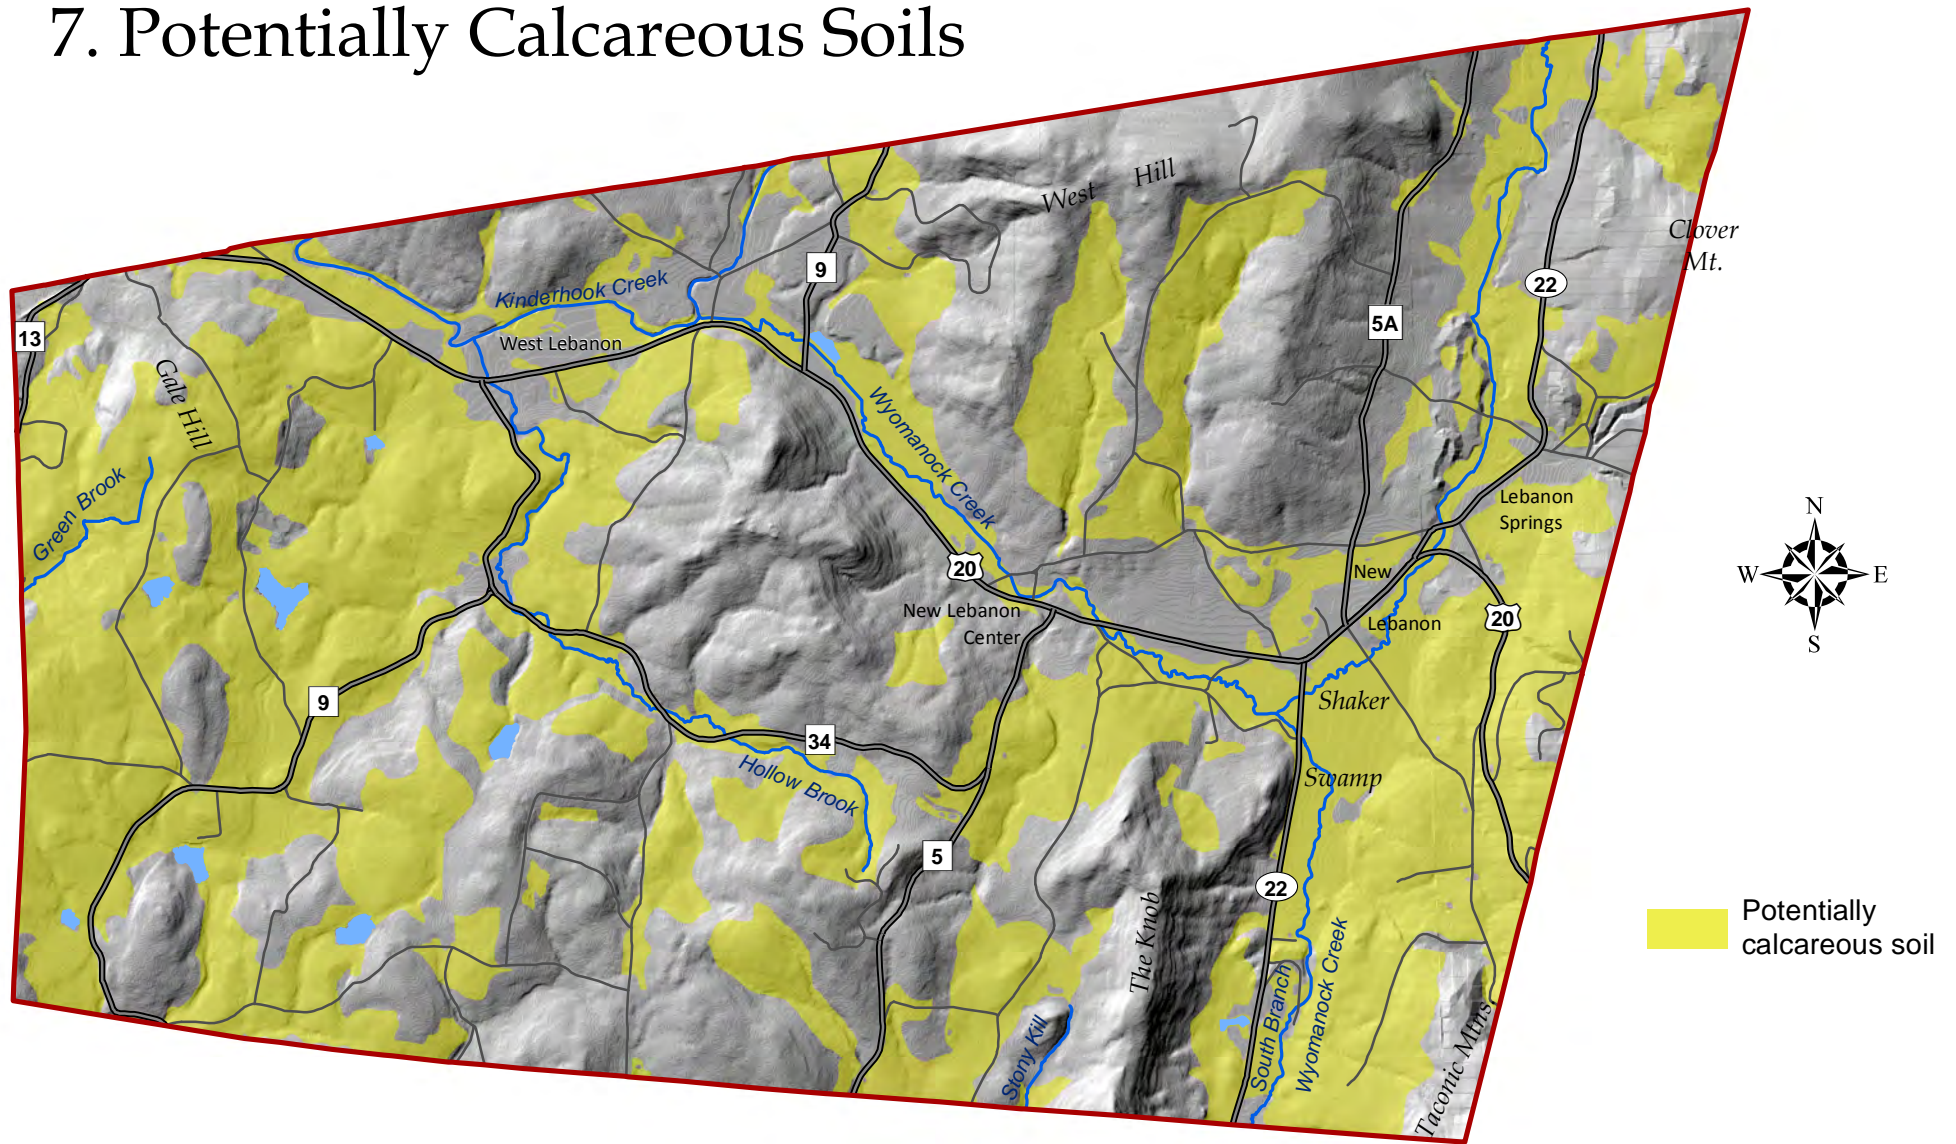 7. Potentially Calcareous Soils
West Hill
Clover
Mt.
9
22
Kinderhook Creek
5A
13
West Lebanon
Gale Hill
Wyomanock Creek
Green Brook
Lebanon
Springs
N
W
E
S
20
New
Lebanon
New Lebanon
Center
20
9
Shaker
Swamp
34
Hollow Brook
5
22
The Knob
South Branch
Wyomanock Creek
Stony Kill
Taconic Mtns
Potentially
calcareous soil